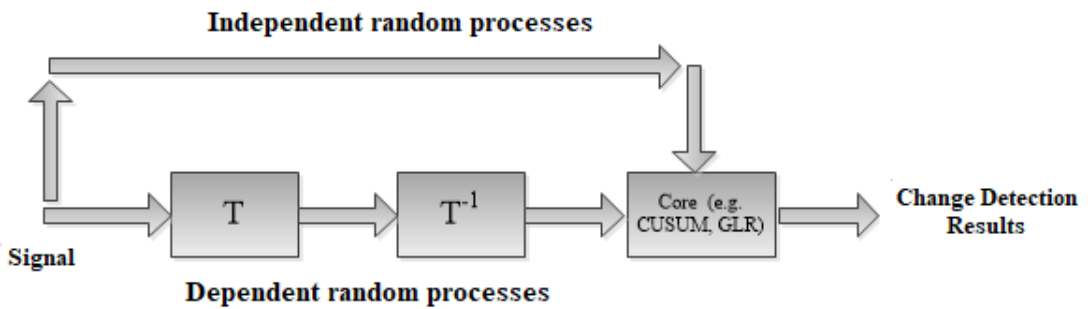 Independent random processes
T
T⁻¹
Core (e.g.
CUSUM, GLR)
Change Detection
Results
Signal
Dependent random processes